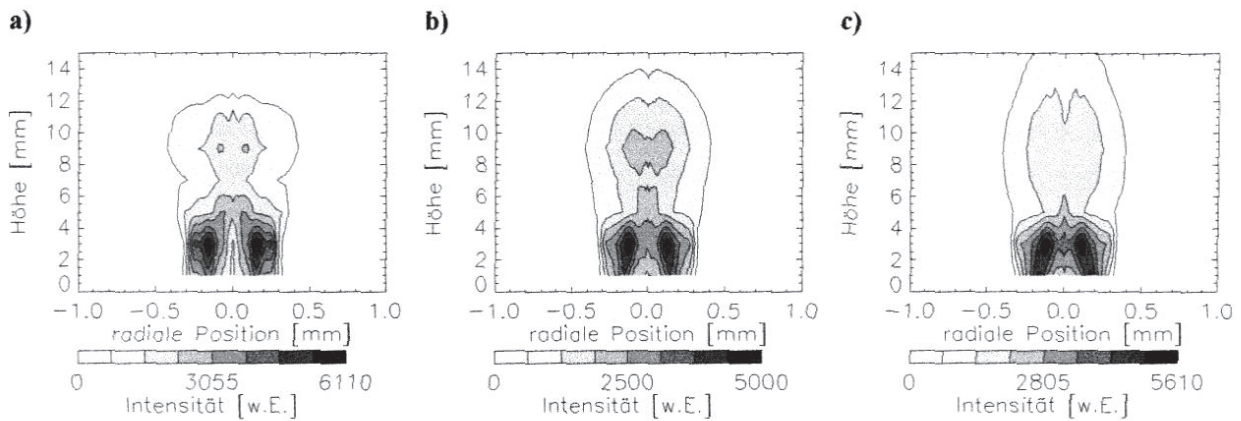 a)
14
12
10
8
6
4
2
0
Höhe [mm]
-1.0 -0.5 0.0 0.5 1.0
radiale Position [mm]
0 3055 6110
Intensität [w.E.]
b)
14
12
10
8
6
4
2
0
Höhe [mm]
-1.0 -0.5 0.0 0.5 1.0
radiale Position [mm]
0 2500 5000
Intensität [w.E.]
c)
14
12
10
8
6
4
2
0
Höhe [mm]
-1.0 -0.5 0.0 0.5 1.0
radiale Position [mm]
0 2805 5610
Intensität [w.E.]